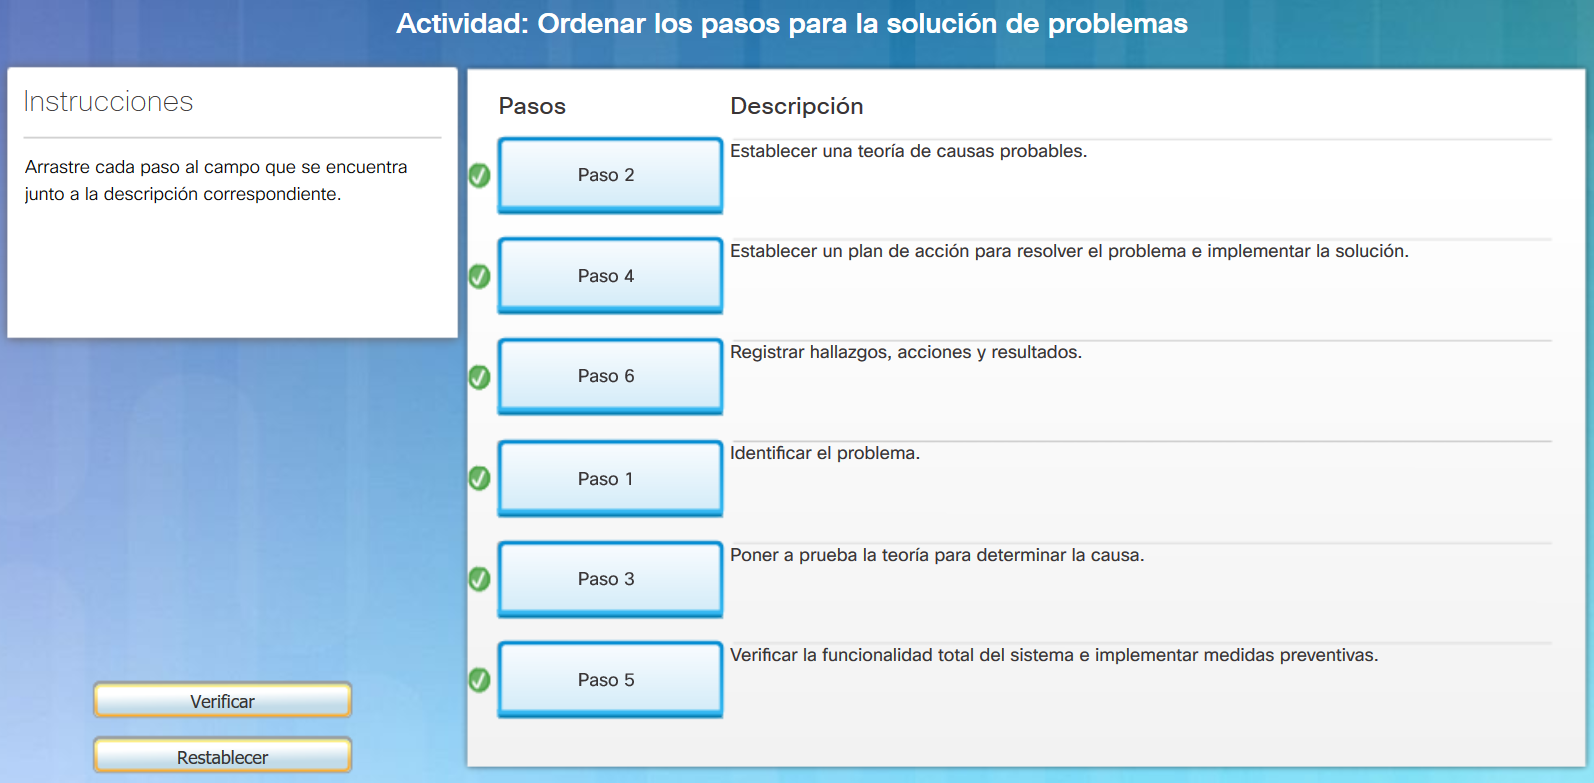 Actividad: Ordenar los pasos para la solución de problemas
Instrucciones
Arrastre cada paso al campo que se encuentra
junto a la descripción correspondiente.
Pasos
Descripción
Paso 2
Establecer una teoría de causas probables.
Paso 4
Establecer un plan de acción para resolver el problema e implementar la solución.
Paso 6
Registrar hallazgos, acciones y resultados.
Paso 1
Identificar el problema.
Paso 3
Poner a prueba la teoría para determinar la causa.
Paso 5
Verificar la funcionalidad total del sistema e implementar medidas preventivas.
Verificar
Restablecer